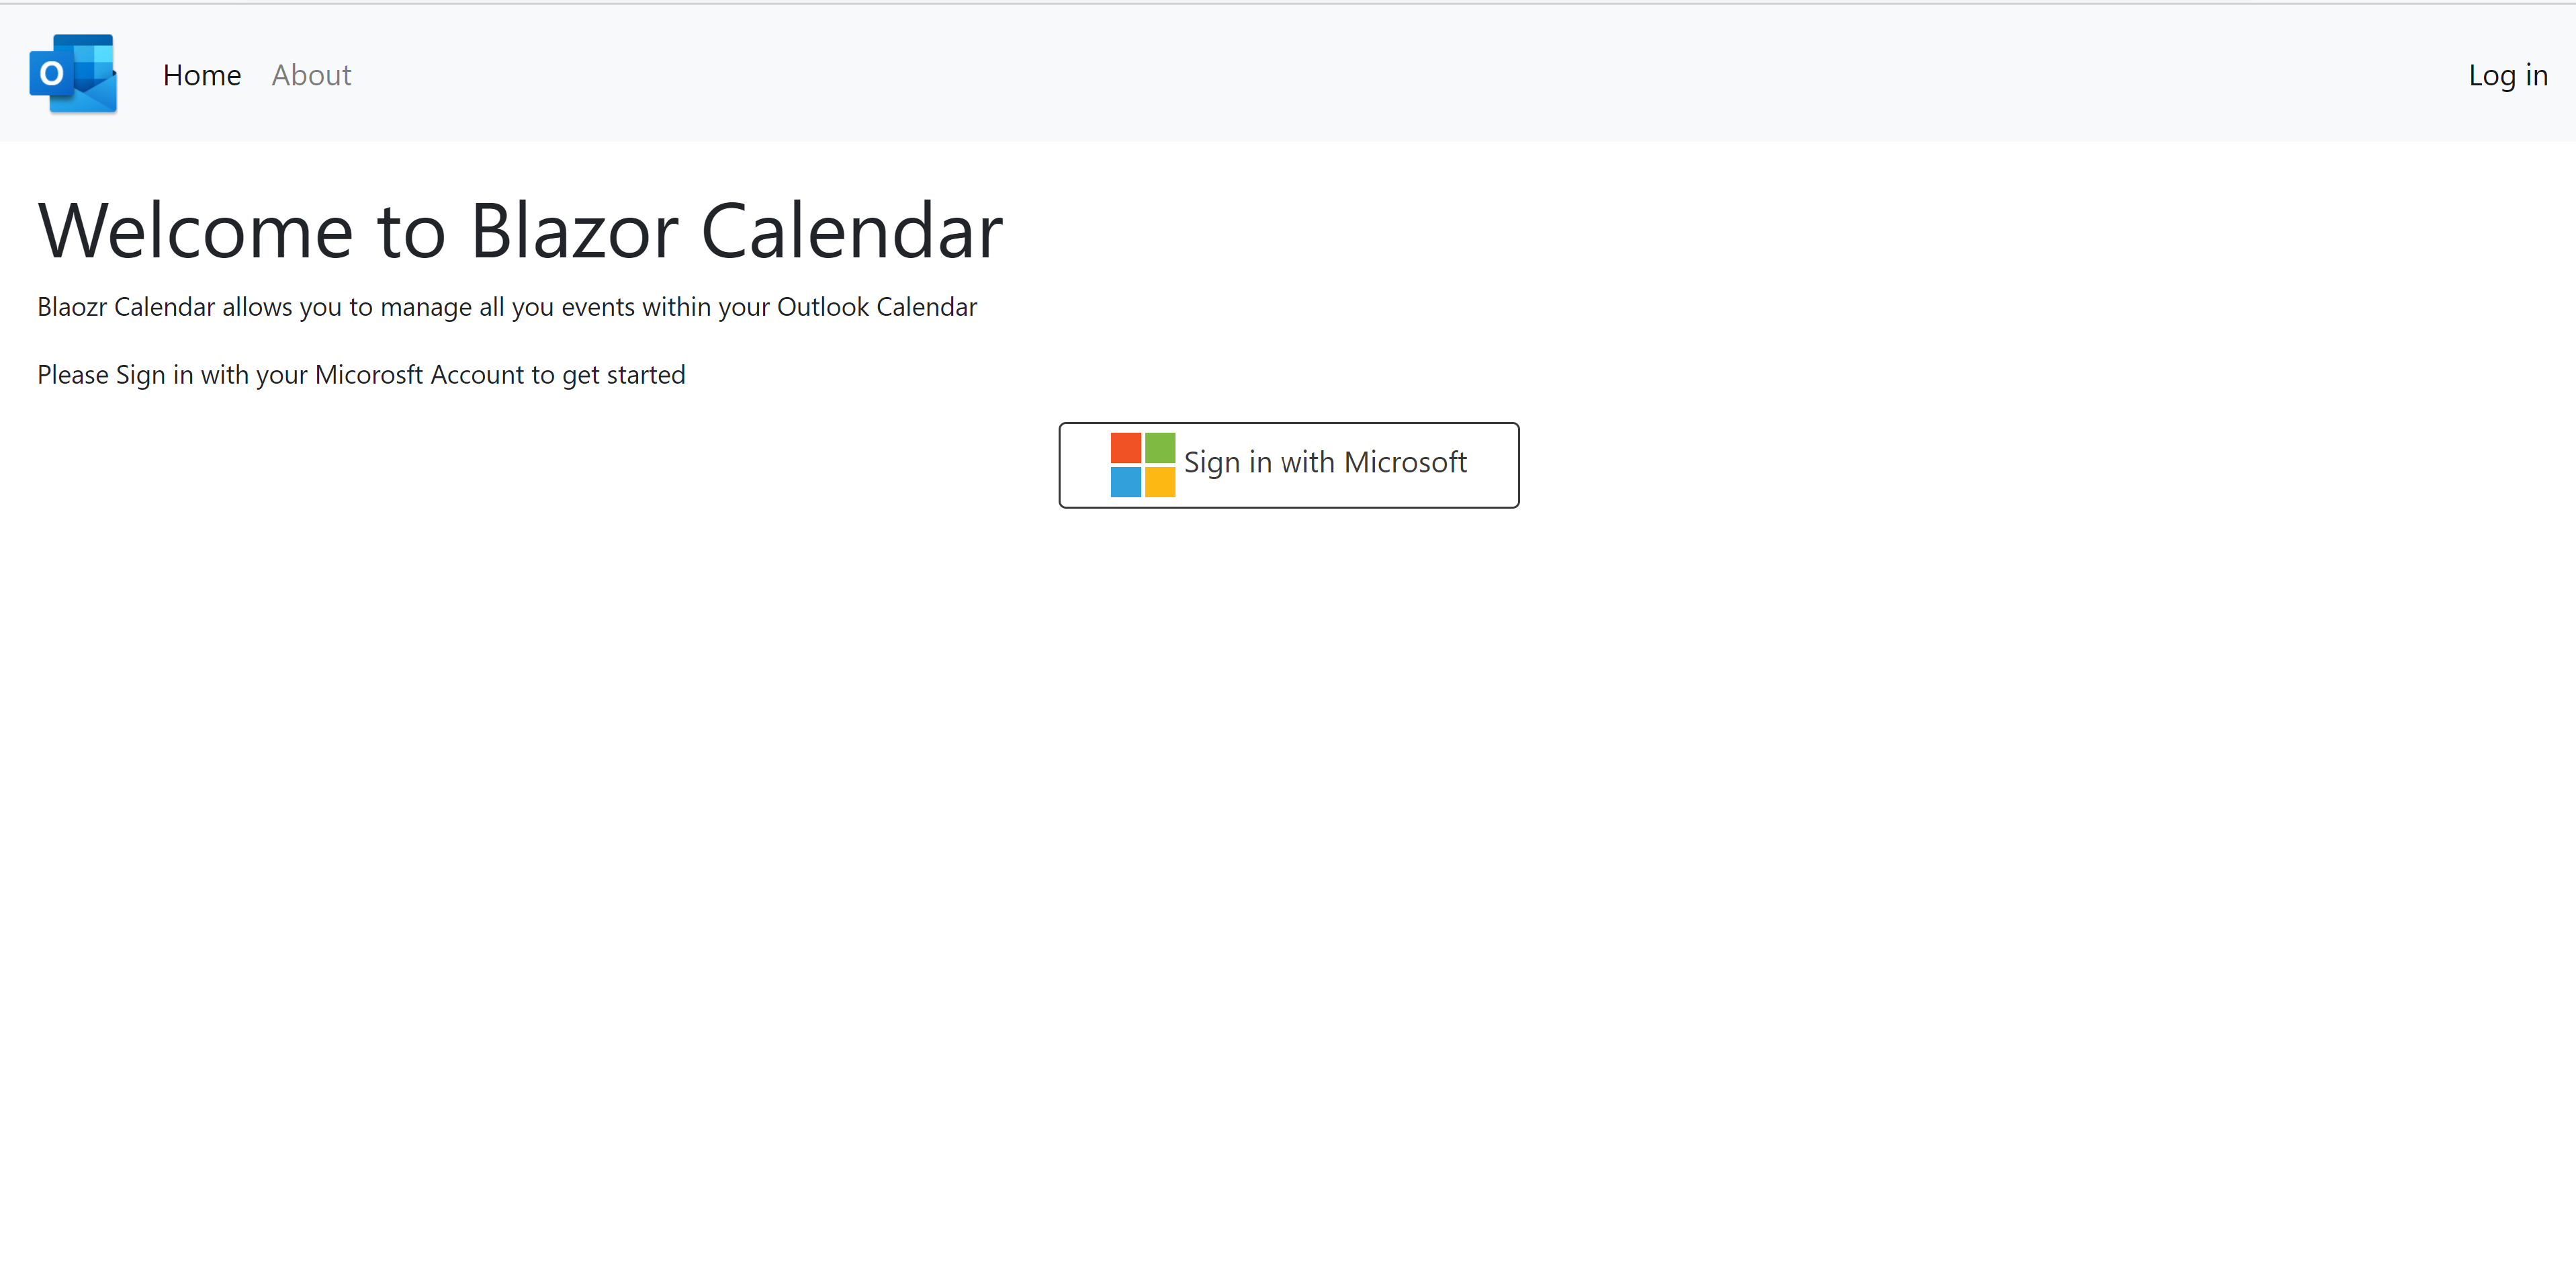 O
Home About Log in
Welcome to Blazor Calendar
Blaozr Calendar allows you to manage all you events within your Outlook Calendar
Please Sign in with your Micorosft Account to get started
Sign in with Microsoft